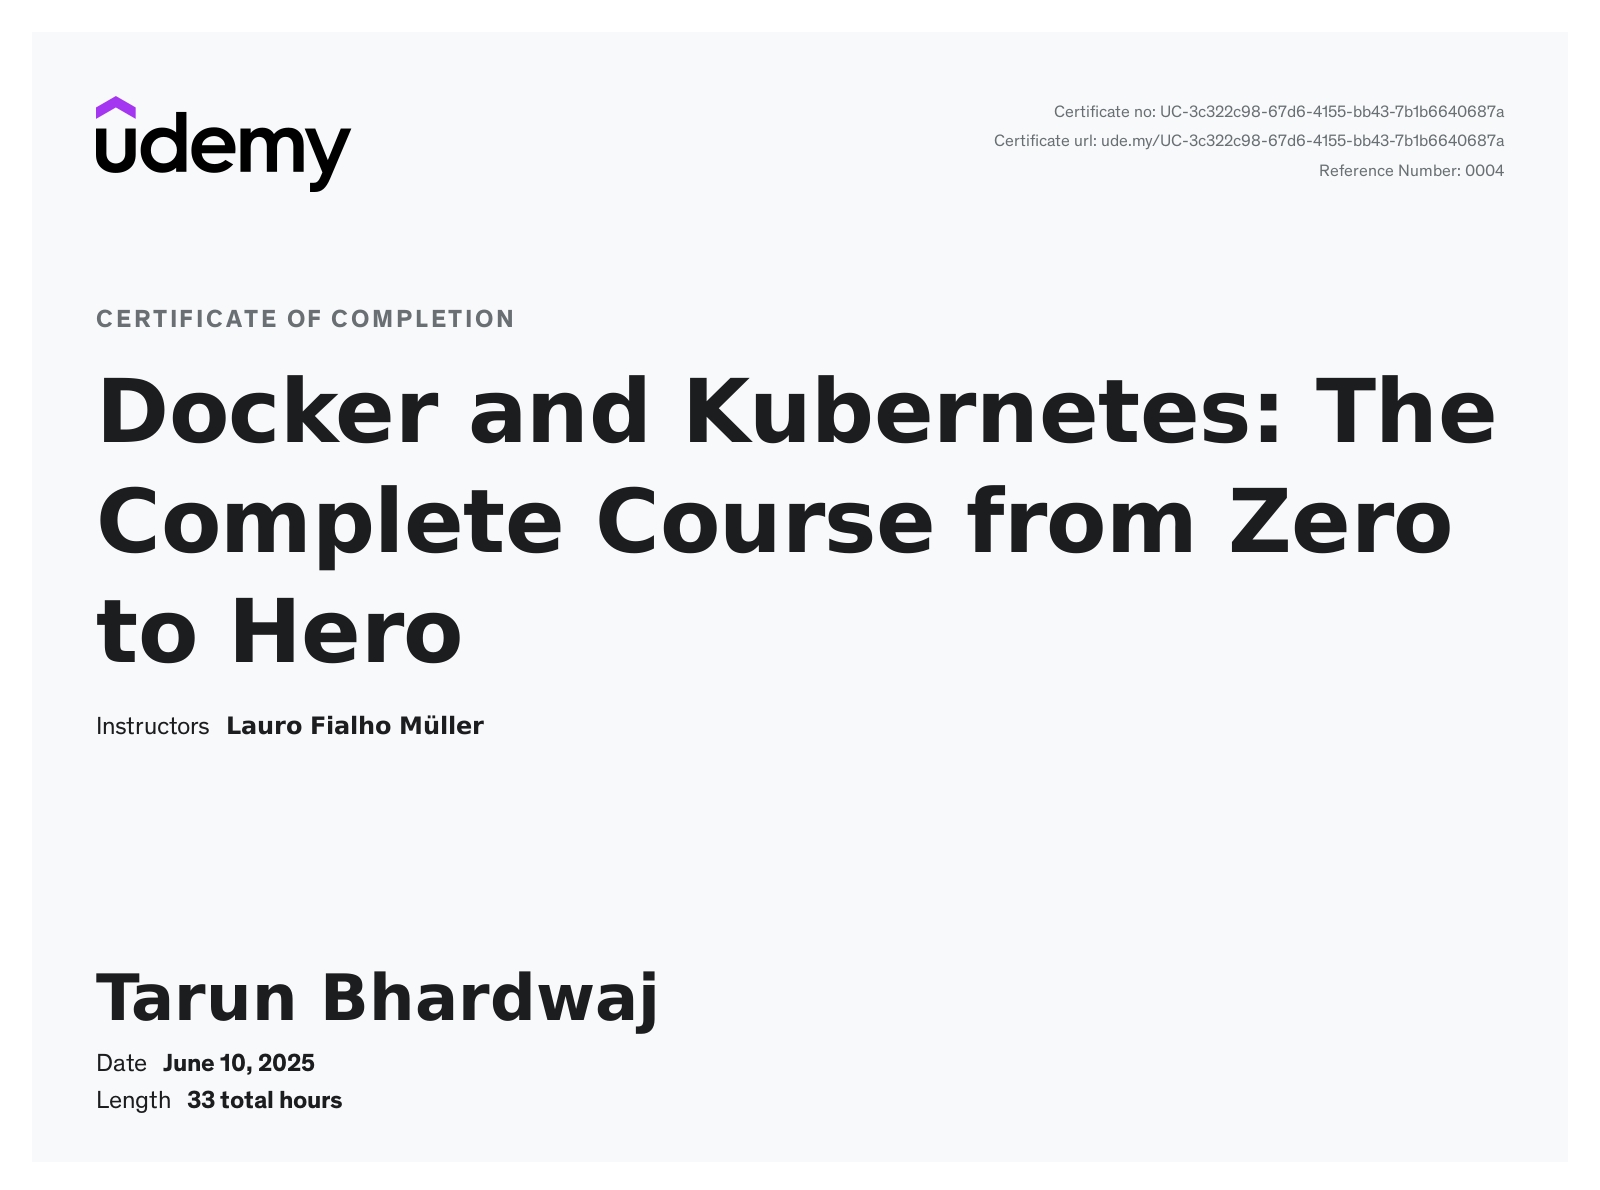 udemy
Certificate no: UC-3c322c98-67d6-4155-bb43-7b1b6640687a
Certificate url: ude.my/UC-3c322c98-67d6-4155-bb43-7b1b6640687a
Reference Number: 0004
CERTIFICATE OF COMPLETION
Docker and Kubernetes: The
Complete Course from Zero
to Hero
Instructors Lauro Fialho Müller
Tarun Bhardwaj
Date June 10, 2025
Length 33 total hours